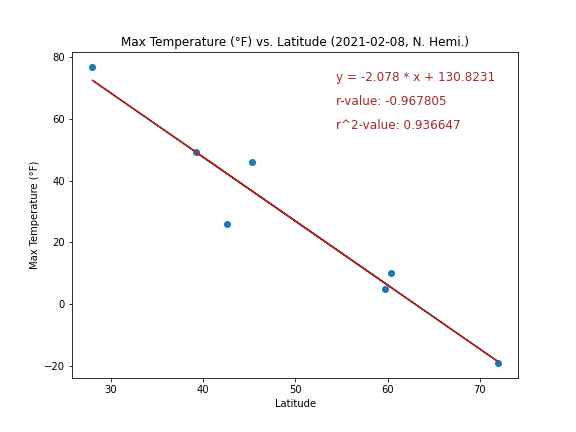 Max Temperature (°F) vs. Latitude (2021-02-08, N. Hemi.)
y = -2.078 * x + 130.8231
r-value: -0.967805
r^2-value: 0.936647
Max Temperature (°F)
80
60
40
20
0
−20
30 40 50 60 70
Latitude